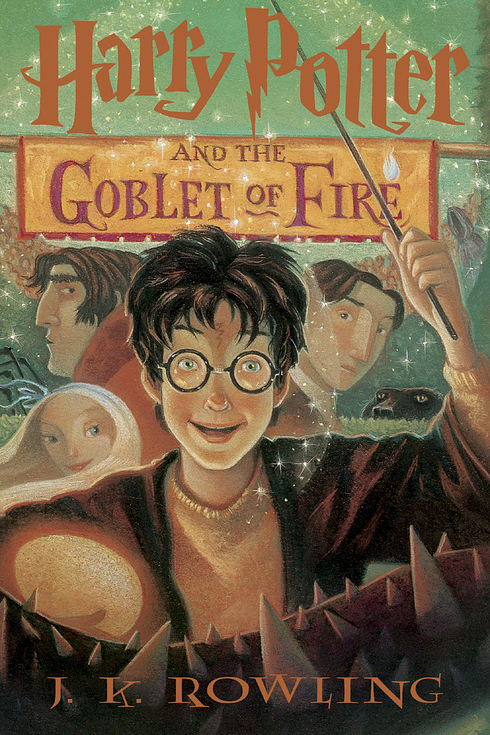 Harry Potter
AND THE
GOBLET OF FIRE
J. K. ROWLING